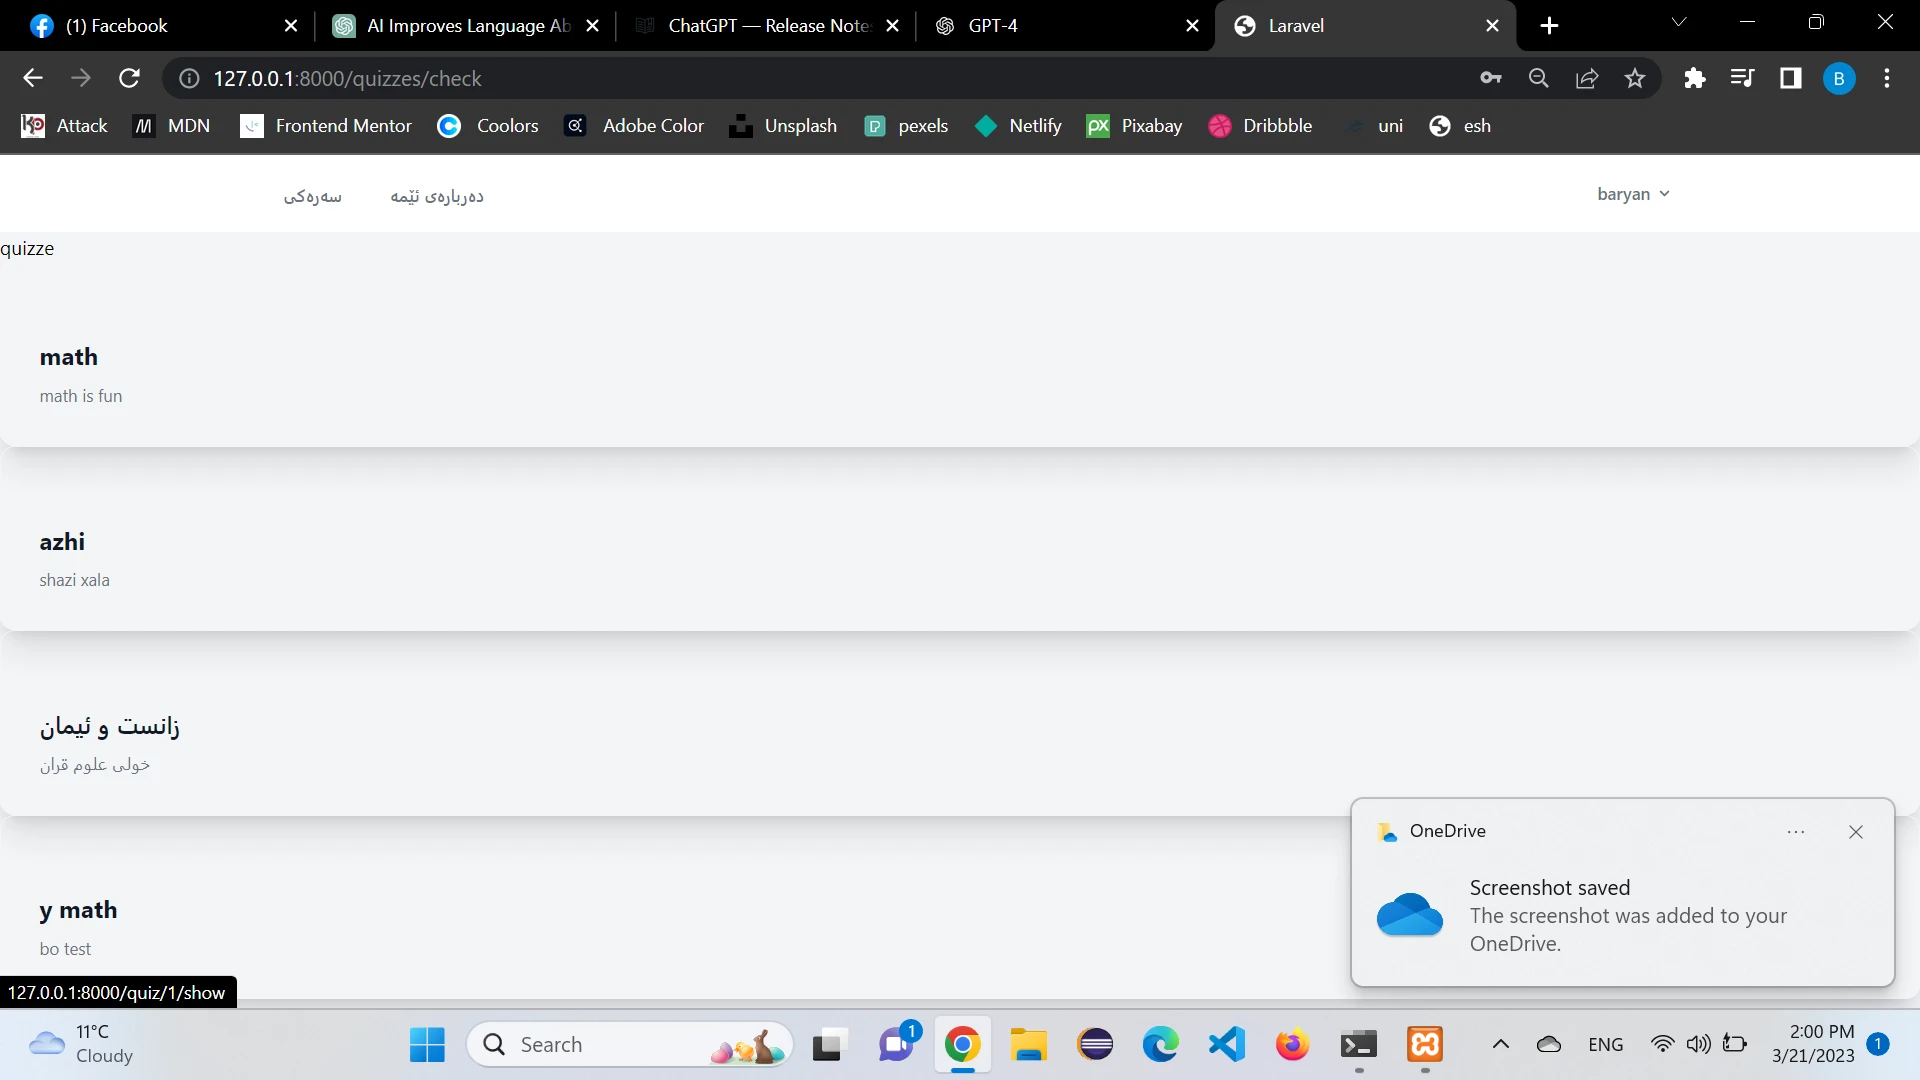 (1) Facebook
AI Improves Language Ab
ChatGPT — Release Note
GPT-4
Laravel
127.0.0.1:8000/quizzes/check
B
Attack
MDN
Frontend Mentor
Coolors
Adobe Color
Unsplash
pexels
Netlify
Pixabay
Dribbble
uni
esh
سەرەکی
دەربارەی ئێمە
baryan
quizze
math
math is fun
azhi
shazi xala
زانست و ئیمان
خولی علوم قران
y math
bo test
OneDrive
Screenshot saved
The screenshot was added to your
OneDrive.
127.0.0.1:8000/quiz/1/show
11°C
Cloudy
Search
1
ENG
2:00 PM
3/21/2023
1